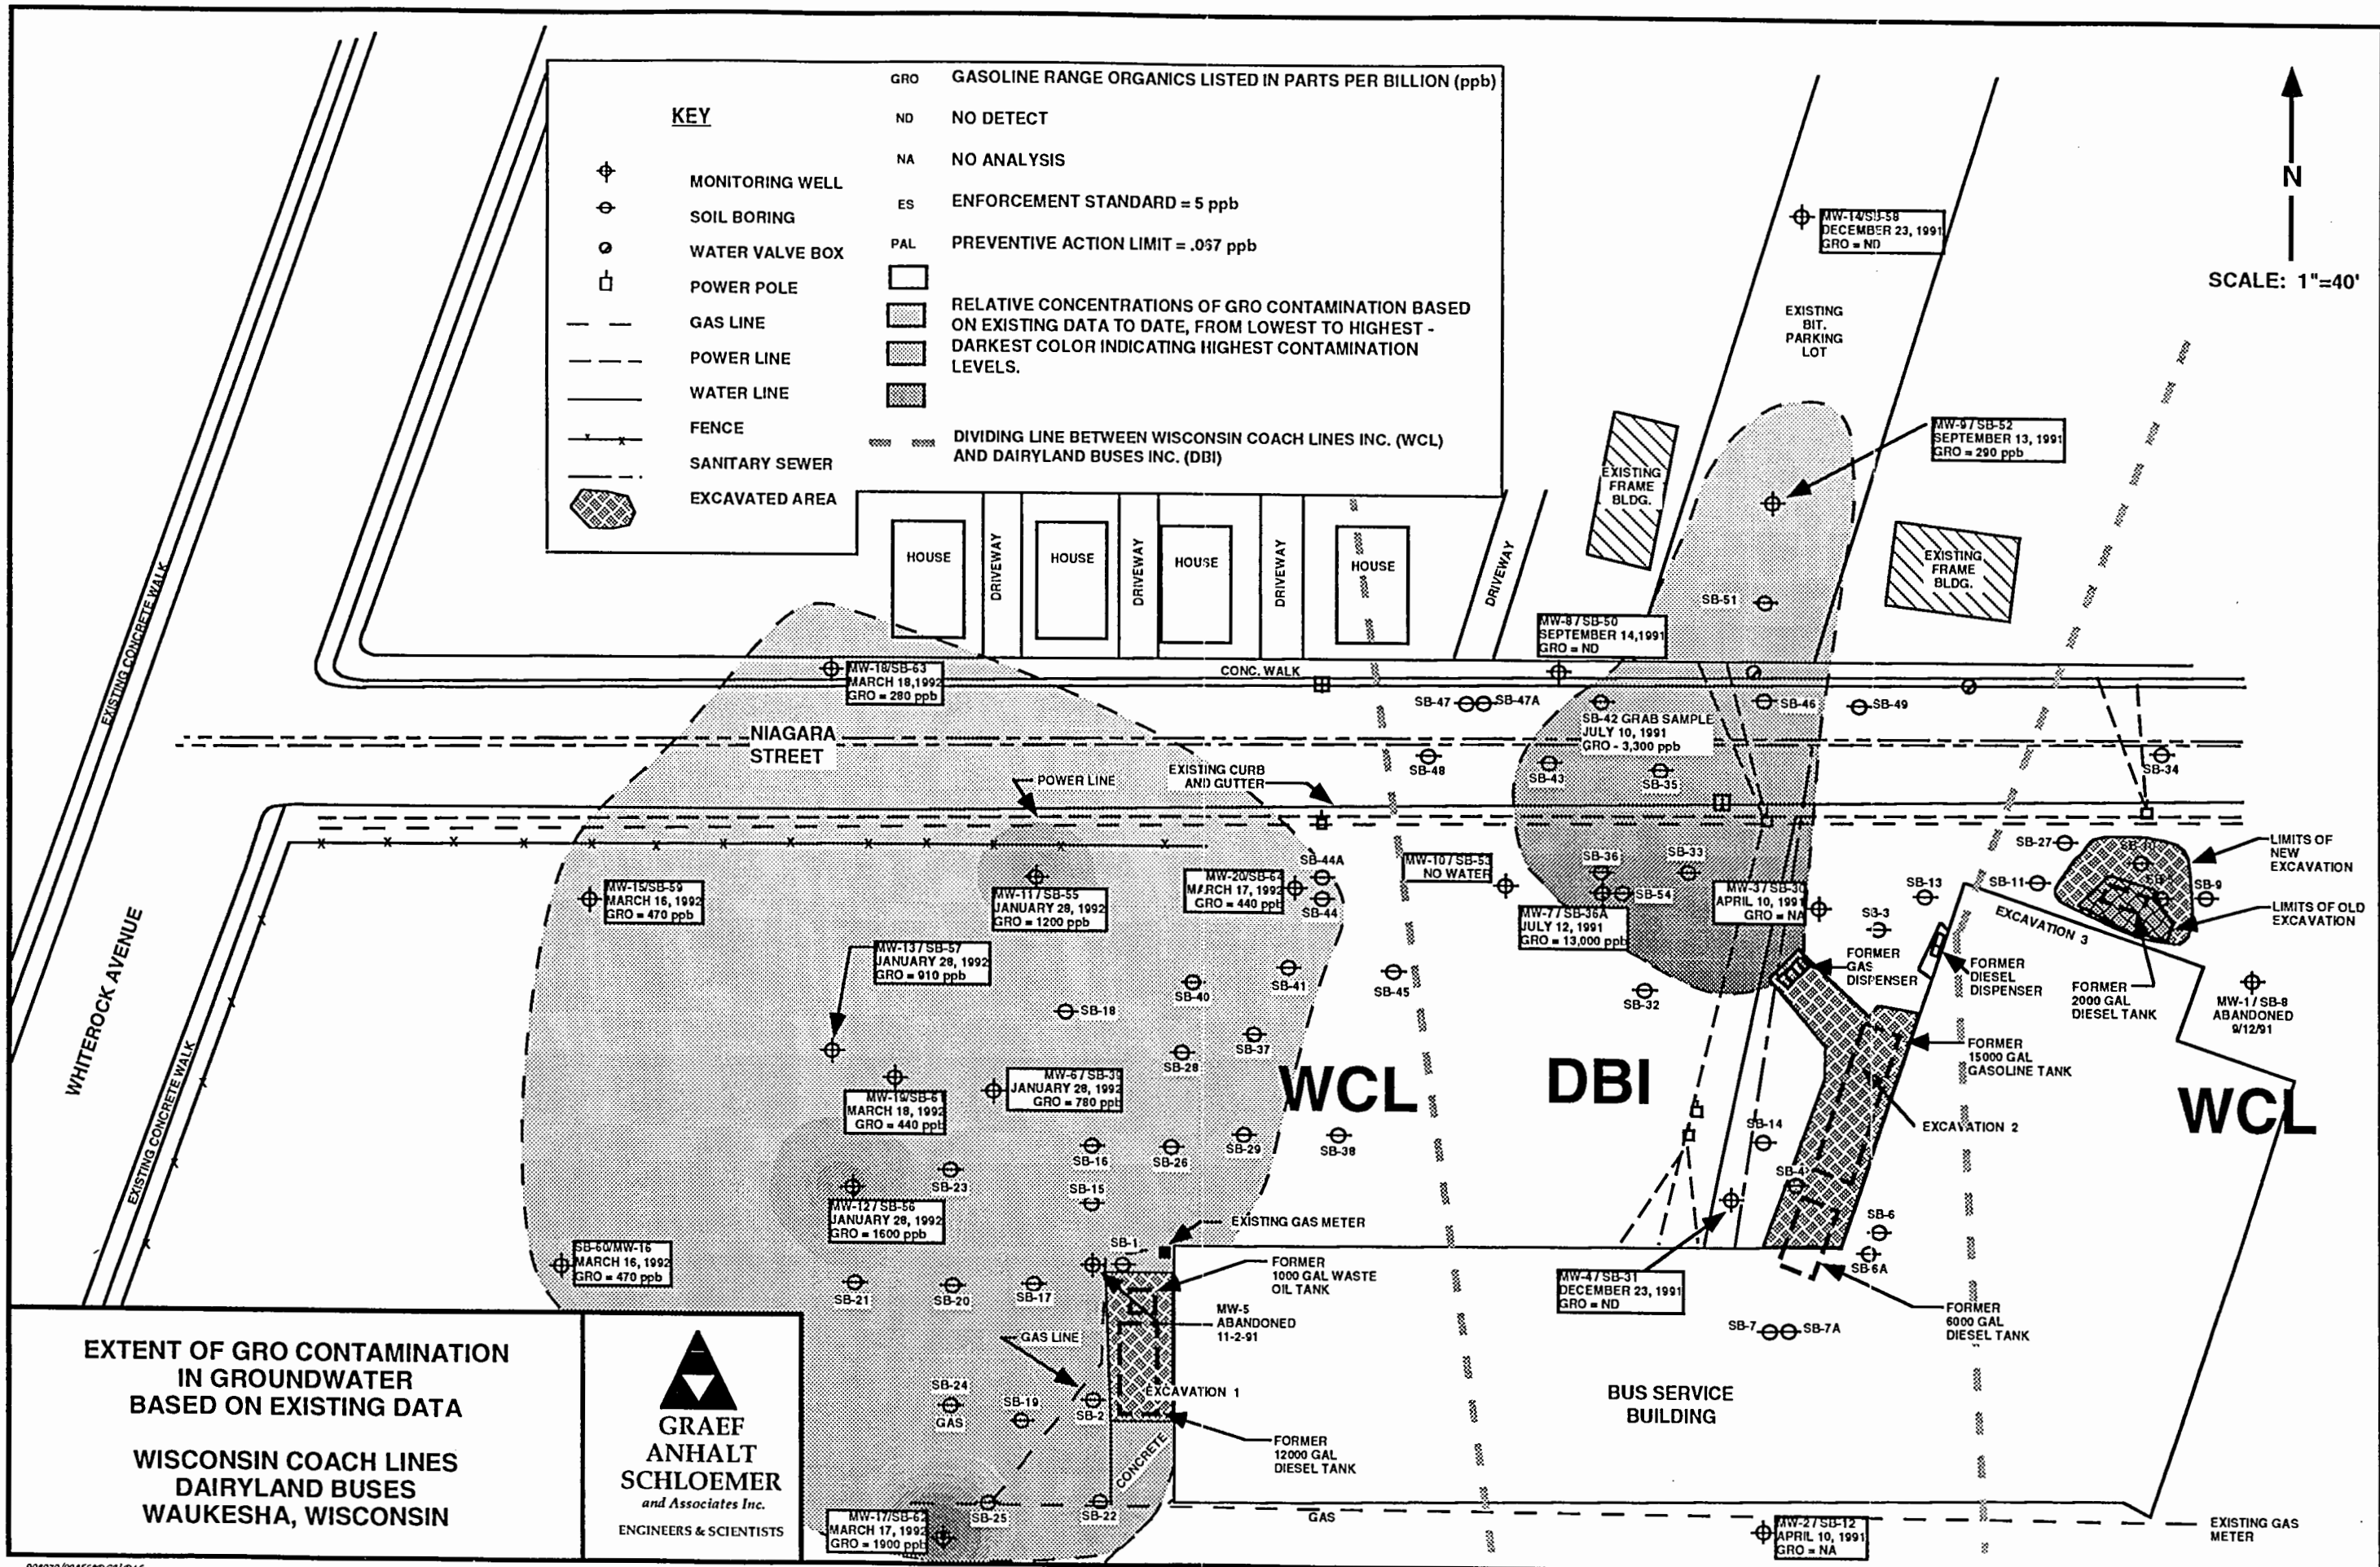 KEY
MONITORING WELL
SOIL BORING
WATER VALVE BOX
POWER POLE
GAS LINE
POWER LINE
WATER LINE
FENCE
SANITARY SEWER
EXCAVATED AREA
GRO GASOLINE RANGE ORGANICS LISTED IN PARTS PER BILLION (ppb)
ND NO DETECT
NA NO ANALYSIS
ES ENFORCEMENT STANDARD = 5 ppb
PAL PREVENTIVE ACTION LIMIT = .067 ppb
RELATIVE CONCENTRATIONS OF GRO CONTAMINATION BASED
ON EXISTING DATA TO DATE, FROM LOWEST TO HIGHEST -
DARKEST COLOR INDICATING HIGHEST CONTAMINATION
LEVELS.
DIVIDING LINE BETWEEN WISCONSIN COACH LINES INC. (WCL)
AND DAIRYLAND BUSES INC. (DBI)
N
SCALE: 1"=40'
MW-14/SB-58
DECEMBER 23, 1991
GRO = ND
EXISTING
BIT.
PARKING
LOT
MW-9 / SB-52
SEPTEMBER 13, 1991
GRO = 290 ppb
EXISTING
FRAME
BLDG.
EXISTING
FRAME
BLDG.
HOUSE
DRIVEWAY
HOUSE
DRIVEWAY
HOUSE
DRIVEWAY
HOUSE
DRIVEWAY
SB-51
MW-8 / SB-50
SEPTEMBER 14,1991
GRO = ND
CONC. WALK
MW-18/SB-63
MARCH 18,1992
GRO = 280 ppb
SB-47
SB-47A
SB-42 GRAB SAMPLE
JULY 10, 1991
GRO - 3,300 ppb
SB-46
SB-49
NIAGARA
STREET
SB-48
SB-43
SB-35
SB-34
POWER LINE
EXISTING CURB
AND GUTTER
EXISTING CONCRETE WALK
WHITEROCK AVENUE
EXISTING CONCRETE WALK
MW-15/SB-59
MARCH 16, 1992
GRO = 470 ppb
MW-11 / SB-55
JANUARY 28, 1992
GRO = 1200 ppb
MW-20/SB-64
MARCH 17, 1992
GRO = 440 ppb
SB-44A
SB-44
MW-10 / SB-53
NO WATER
SB-36
SB-33
SB-54
MW-7 / SB-36A
JULY 12, 1991
GRO = 13,000 ppb
MW-37/SB-30
APRIL 10, 1991
GRO = NA
SB-3
SB-13
SB-27
SB-11
SB-9
LIMITS OF
NEW
EXCAVATION
LIMITS OF OLD
EXCAVATION
EXCAVATION 3
FORMER
GAS
DISPENSER
FORMER
DIESEL
DISPENSER
FORMER
2000 GAL
DIESEL TANK
MW-1 / SB-8
ABANDONED
9/12/91
MW-13 / SB-57
JANUARY 28, 1992
GRO = 910 ppb
SB-18
SB-40
SB-41
SB-45
SB-32
SB-37
SB-28
FORMER
15000 GAL
GASOLINE TANK
MW-19/SB-61
MARCH 18, 1992
GRO = 440 ppb
MW-6 / SB-39
JANUARY 28, 1992
GRO = 780 ppb
WCL
DBI
WCL
EXCAVATION 2
SB-16
SB-26
SB-29
SB-38
SB-14
SB-23
SB-15
SB-4
MW-12 / SB-56
JANUARY 28, 1992
GRO = 1600 ppb
SB-6
SB-6A
EXISTING GAS METER
SB-60/MW-16
MARCH 16, 1992
GRO = 470 ppb
SB-1
SB-21
SB-20
SB-17
FORMER
1000 GAL WASTE
OIL TANK
MW-4 / SB-31
DECEMBER 23, 1991
GRO = ND
MW-5
ABANDONED
11-2-91
FORMER
6000 GAL
DIESEL TANK
SB-7
SB-7A
GAS LINE
SB-24
GAS
SB-19
SB-2
EXCAVATION 1
BUS SERVICE
BUILDING
FORMER
12000 GAL
DIESEL TANK
CONCRETE
SB-25
SB-22
MW-17/SB-62
MARCH 17, 1992
GRO = 1900 ppb
GAS
MW-2 / SB-12
APRIL 10, 1991
GRO = NA
EXISTING GAS
METER
EXTENT OF GRO CONTAMINATION
IN GROUNDWATER
BASED ON EXISTING DATA
WISCONSIN COACH LINES
DAIRYLAND BUSES
WAUKESHA, WISCONSIN
GRAEF
ANHALT
SCHLOEMER
and Associates Inc.
ENGINEERS & SCIENTISTS